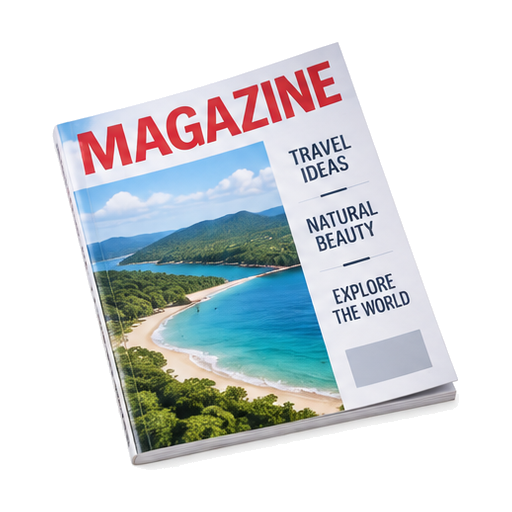 MAGAZINE
TRAVEL
IDEAS
NATURAL
BEAUTY
EXPLORE
THE WORLD